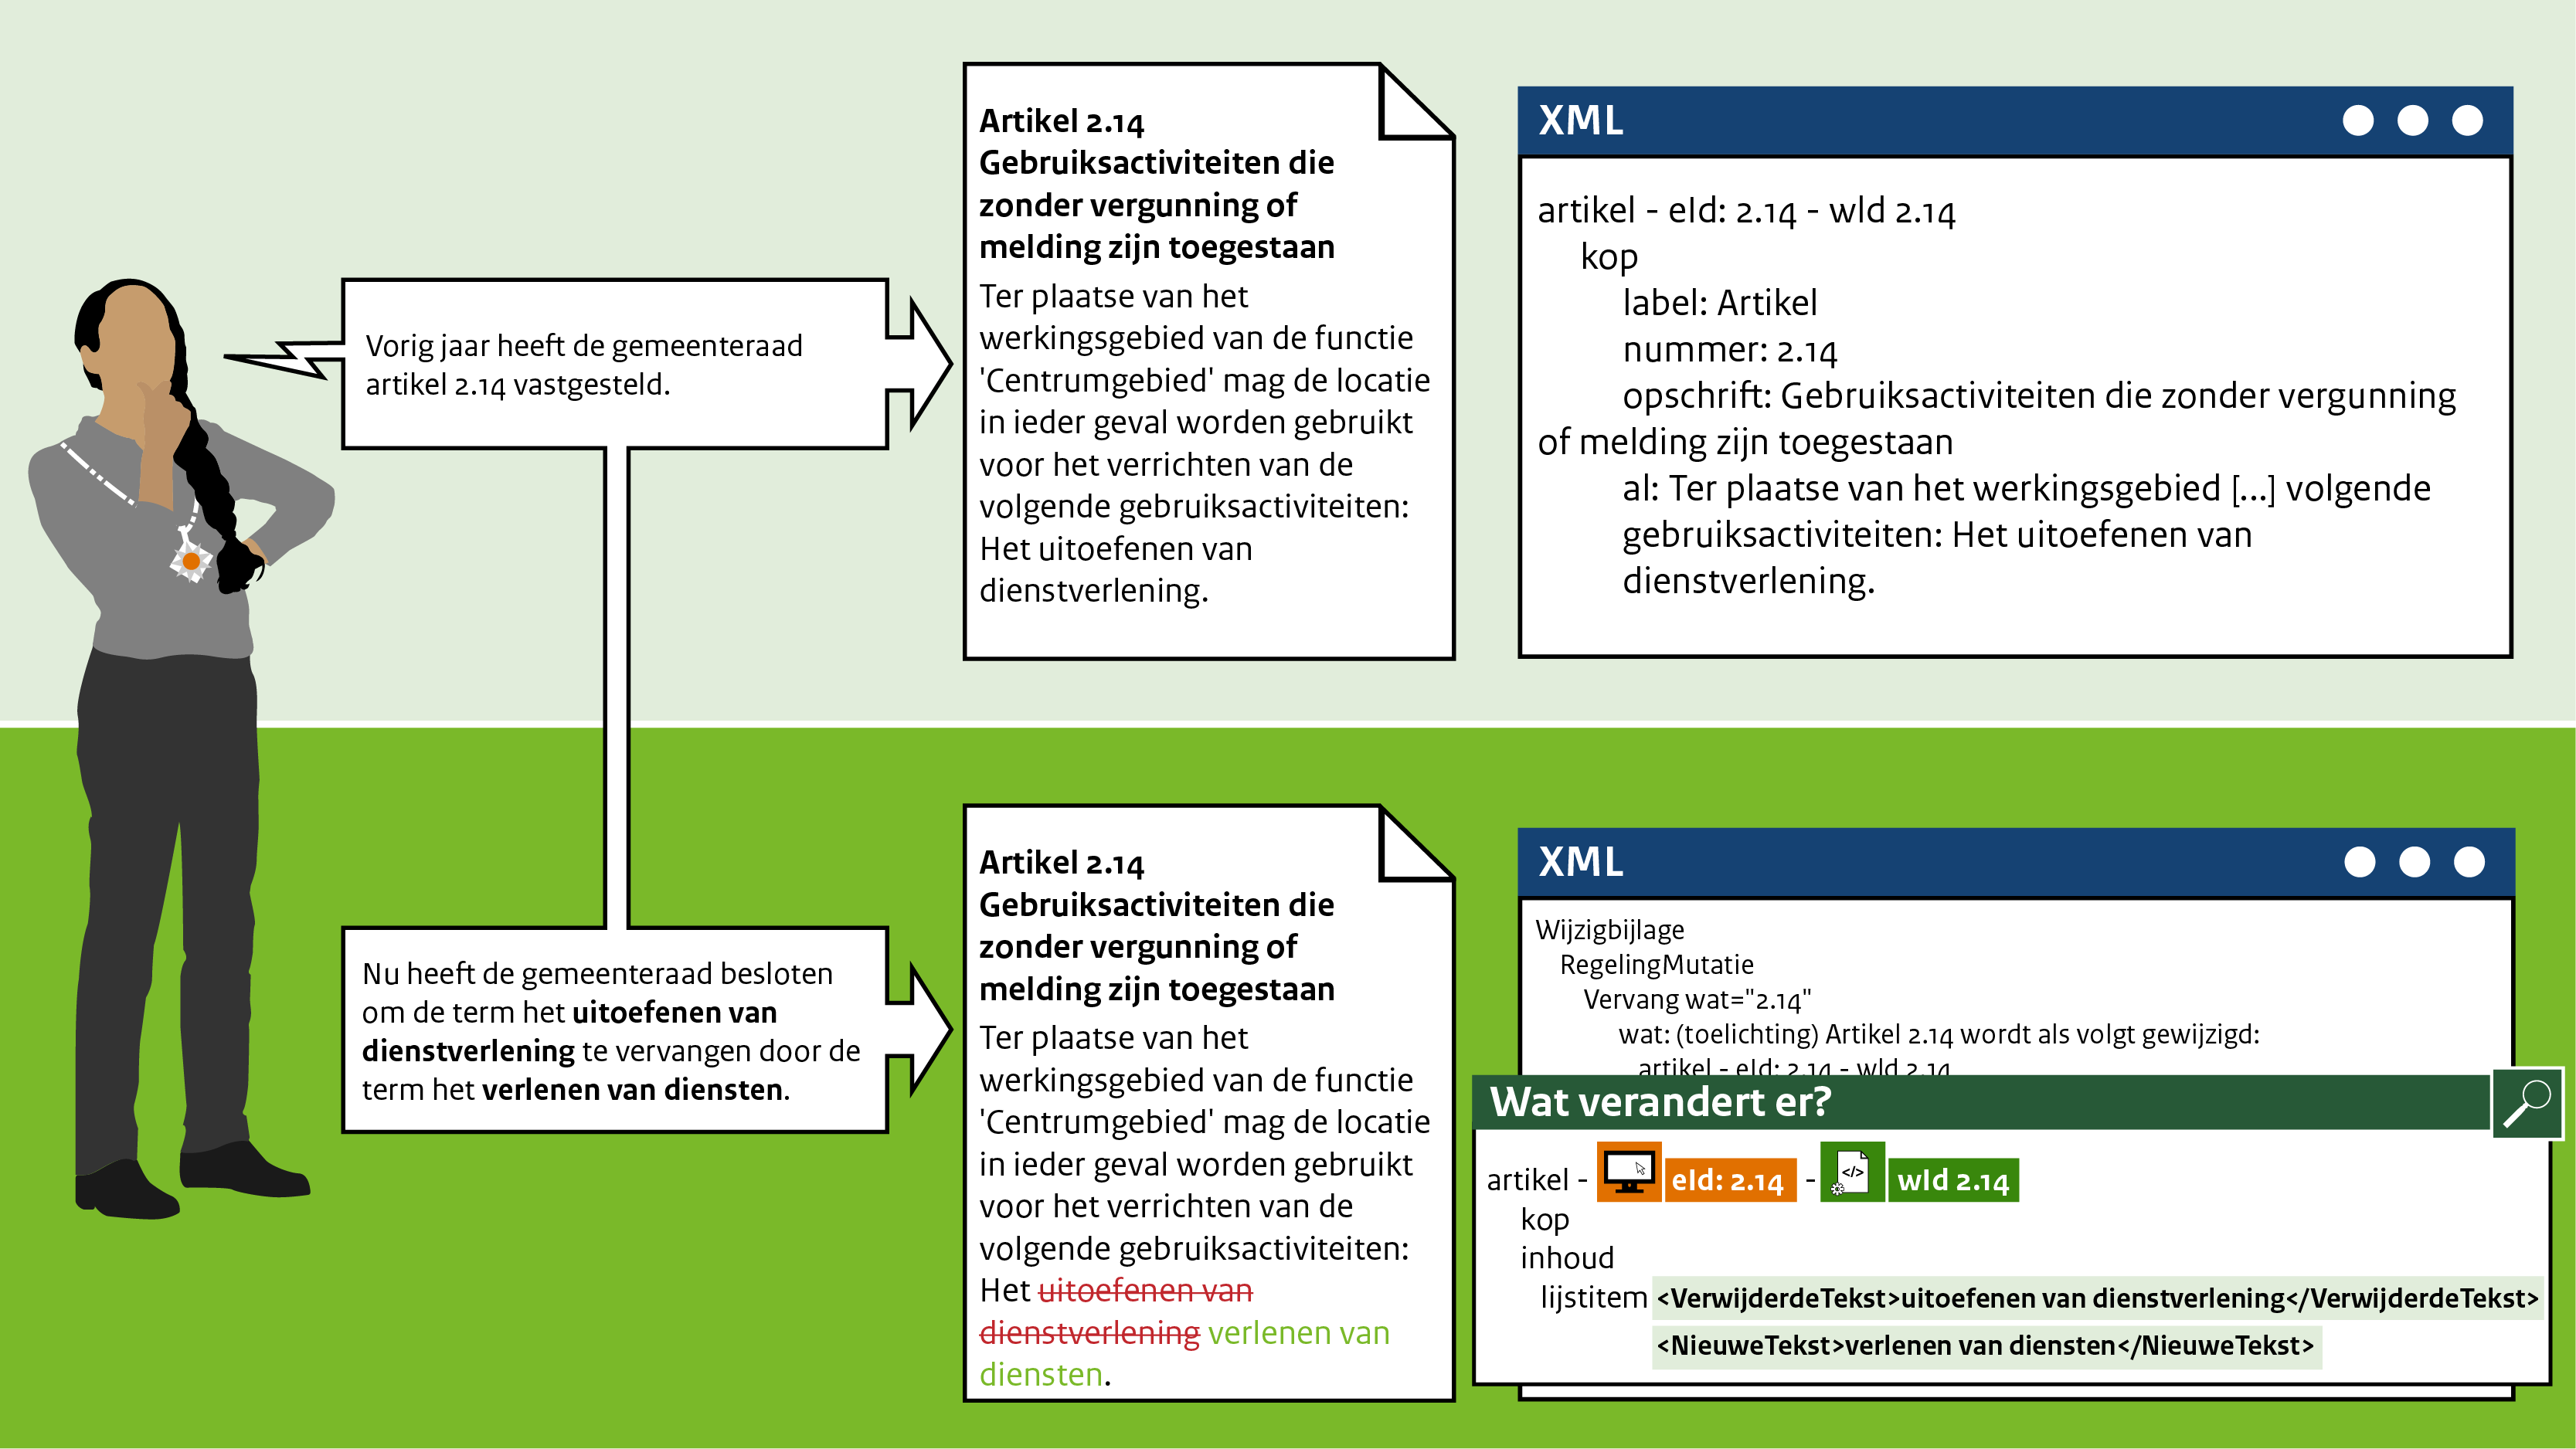 Vorig jaar heeft de gemeenteraad
artikel 2.14 vastgesteld.
Artikel 2.14
Gebruiksactiviteiten die
zonder vergunning of
melding zijn toegestaan
Ter plaatse van het
werkingsgebied van de functie
'Centrumgebied' mag de locatie
in ieder geval worden gebruikt
voor het verrichten van de
volgende gebruiksactiviteiten:
Het uitoefenen van
dienstverlening.
XML
artikel - eId: 2.14 - wId 2.14
kop
label: Artikel
nummer: 2.14
opschrift: Gebruiksactiviteiten die zonder vergunning
of melding zijn toegestaan
al: Ter plaatse van het werkingsgebied [...] volgende
gebruiksactiviteiten: Het uitoefenen van
dienstverlening.
Nu heeft de gemeenteraad besloten
om de term het uitoefenen van
dienstverlening te vervangen door de
term het verlenen van diensten.
Artikel 2.14
Gebruiksactiviteiten die
zonder vergunning of
melding zijn toegestaan
Ter plaatse van het
werkingsgebied van de functie
'Centrumgebied' mag de locatie
in ieder geval worden gebruikt
voor het verrichten van de
volgende gebruiksactiviteiten:
Het uitoefenen van
dienstverlening verlenen van
diensten.
XML
Wijzigbijlage
RegelingMutatie
Vervang wat="2.14"
wat: (toelichting) Artikel 2.14 wordt als volgt gewijzigd:
artikel - eId: 2.14 - wId 2.14
Wat verandert er?
artikel - </> eId: 2.14 - wId 2.14
kop
inhoud
lijstitem <VerwijderdeTekst>uitoefenen van dienstverlening</VerwijderdeTekst>
<NieuweTekst>verlenen van diensten</NieuweTekst>